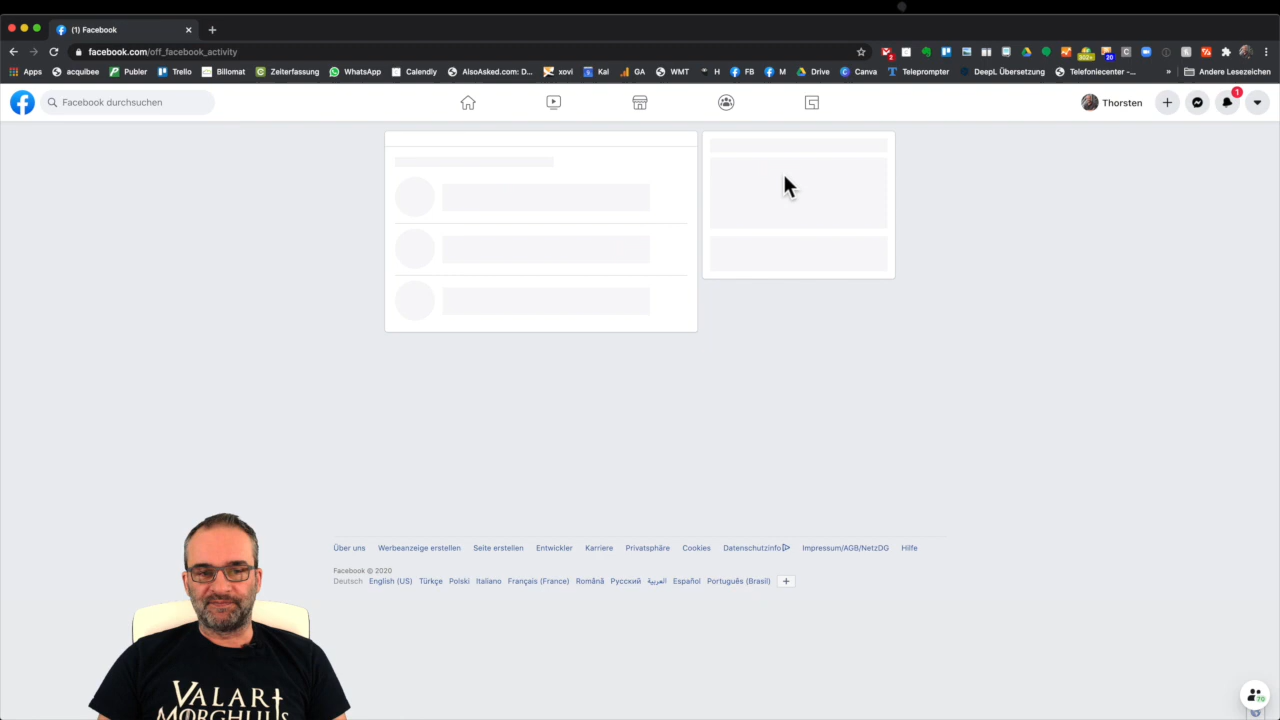 (1) Facebook
facebook.com/off_facebook_activity
Apps acquibee Publer Trello Billomat Zeiterfassung WhatsApp Calendly AlsoAsked.com: D... xovi Kai GA WMT H FB M Drive Canva Teleprompter DeepL Übersetzung Telefoniecenter -... » Andere Lesezeichen
Facebook durchsuchen
Thorsten
1
Über uns Werbeanzeige erstellen Seite erstellen Entwickler Karriere Privatsphäre Cookies Datenschutzinfo Impressum/AGB/NetzDG Hilfe
Facebook © 2020
Deutsch English (US) Türkçe Polski Italiano Français (France) Română Русский العربية Español Português (Brasil)
VALAR
MORGHULIS